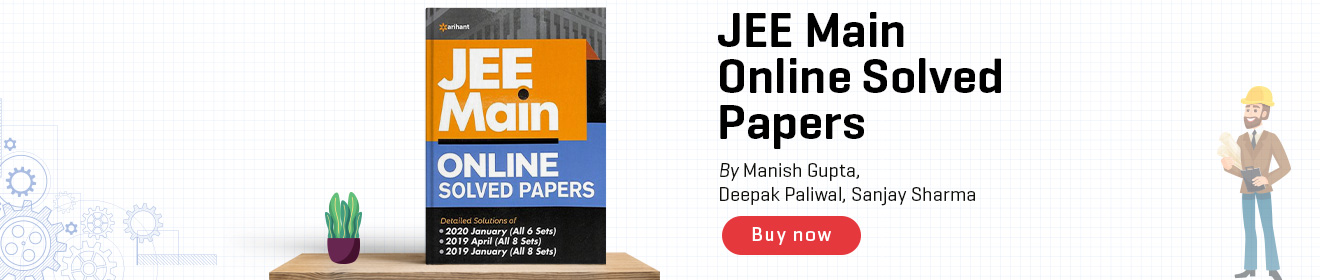 arihant
JEE
Main
ONLINE
SOLVED PAPERS
Detailed Solutions of
2020 January (All 6 Sets)
2019 April (All 8 Sets)
2019 January (All 8 Sets)
JEE Main
Online Solved
Papers
By Manish Gupta,
Deepak Paliwal, Sanjay Sharma
Buy now